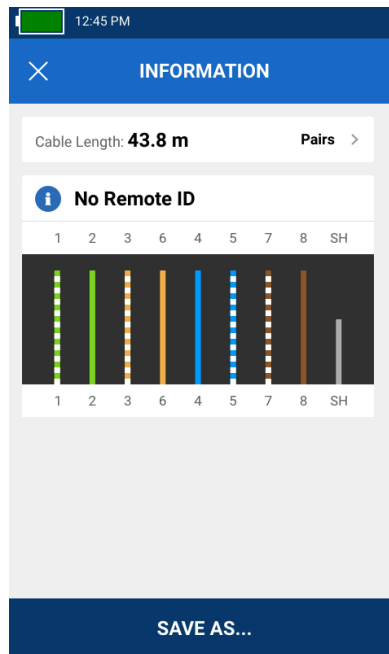 12:45 PM
INFORMATION
Cable Length: 43.8 m Pairs >
i No Remote ID
1 2 3 6 4 5 7 8 SH
1 2 3 6 4 5 7 8 SH
SAVE AS...